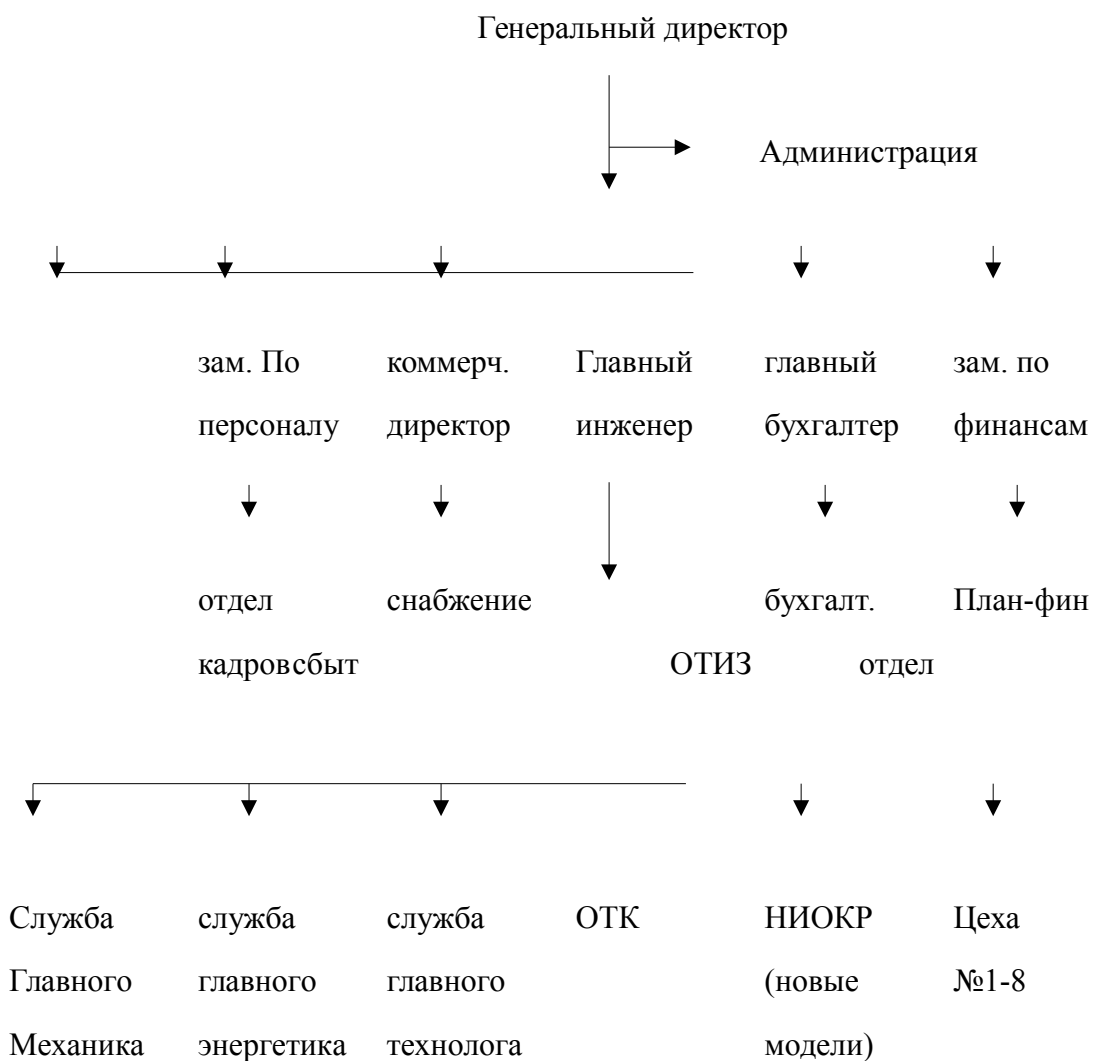 Генеральный директор
Администрация
зам. По коммерч. Главный главный зам. по
персоналу директор инженер бухгалтер финансам
отдел снабжение бухгалт. План-фин
кадровсбыт ОТИЗ отдел
Служба служба служба ОТК НИОКР Цеха
Главного главного главного (новые №1-8
Механика энергетика технолога модели)